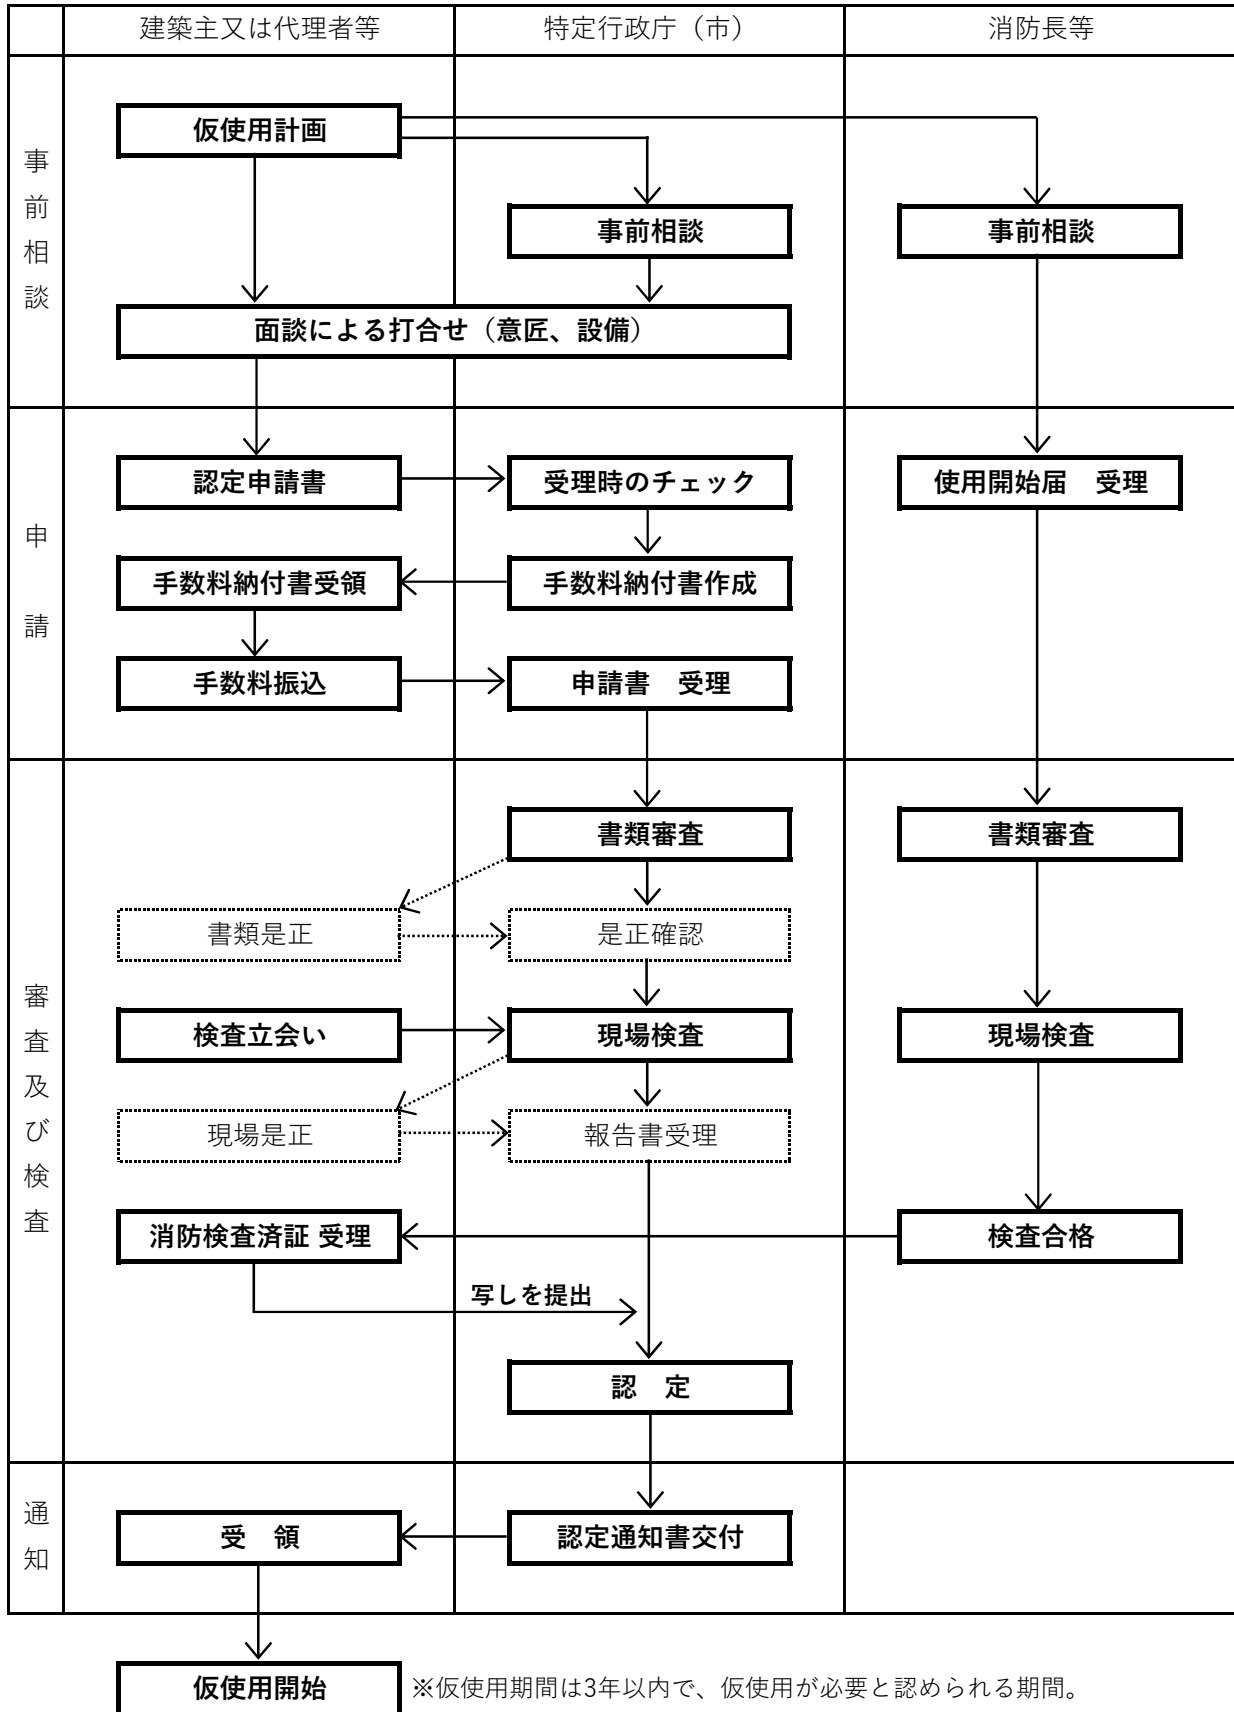 建築主又は代理者等
特定行政庁（市）
消防長等
事前相談
仮使用計画
事前相談
事前相談
面談による打合せ（意匠、設備）
申請
認定申請書
受理時のチェック
使用開始届　受理
手数料納付書受領
手数料納付書作成
手数料振込
申請書　受理
審査及び検査
書類審査
書類審査
書類是正
是正確認
検査立会い
現場検査
現場検査
現場是正
報告書受理
消防検査済証 受理
検査合格
写しを提出
認　定
通知
受　領
認定通知書交付
仮使用開始
※仮使用期間は3年以内で、仮使用が必要と認められる期間。